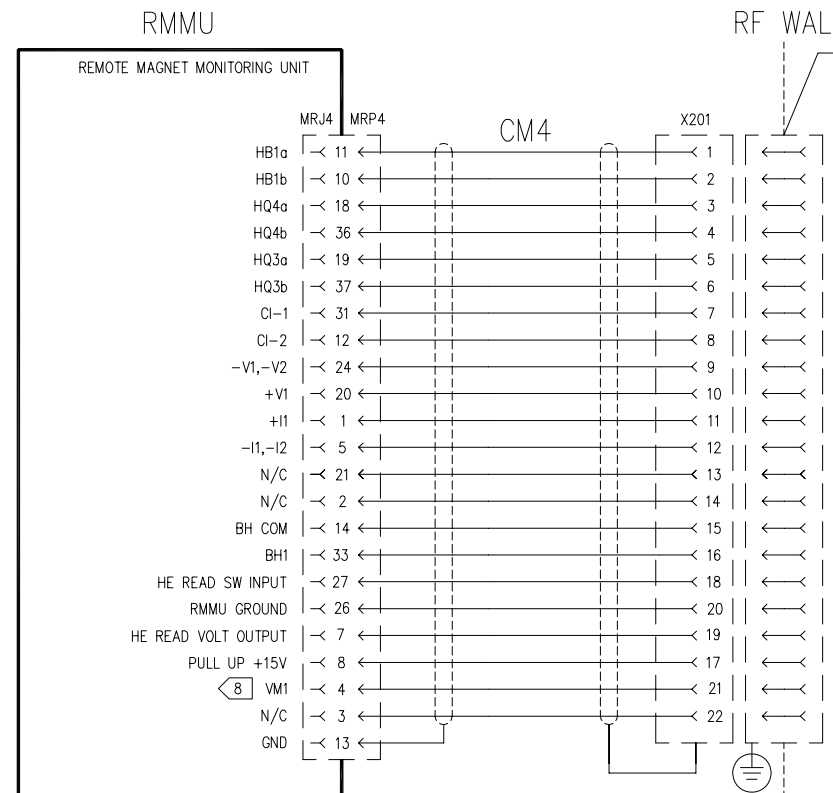 RMMU
RF WAL
REMOTE MAGNET MONITORING UNIT
MRJ4 MRP4
CM4
X201
HB1a 11 1
HB1b 10 2
HQ4a 18 3
HQ4b 36 4
HQ3a 19 5
HQ3b 37 6
CI-1 31 7
CI-2 12 8
-V1,-V2 24 9
+V1 20 10
+I1 1 11
-I1,-I2 5 12
N/C 21 13
N/C 2 14
BH COM 14 15
BH1 33 16
HE READ SW INPUT 27 18
RMMU GROUND 26 20
HE READ VOLT OUTPUT 7 19
PULL UP +15V 8 17
8 VM1 4 21
N/C 3 22
GND 13